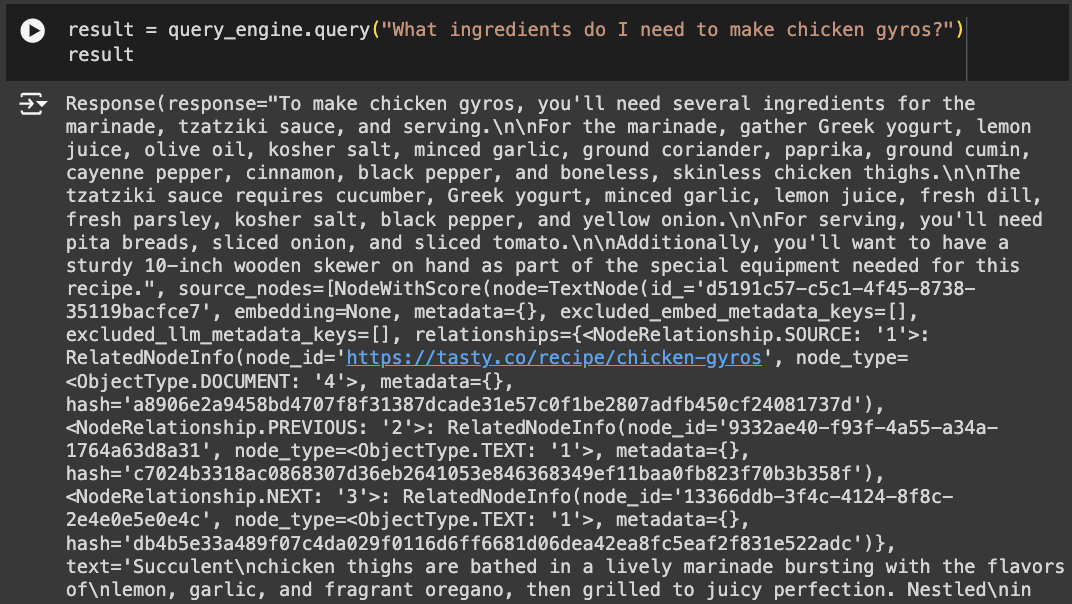 result = query_engine.query("What ingredients do I need to make chicken gyros?")
result
Response(response="To make chicken gyros, you'll need several ingredients for the
marinade, tzatziki sauce, and serving.\n\nFor the marinade, gather Greek yogurt, lemon
juice, olive oil, kosher salt, minced garlic, ground coriander, paprika, ground cumin,
cayenne pepper, cinnamon, black pepper, and boneless, skinless chicken thighs.\n\nThe
tzatziki sauce requires cucumber, Greek yogurt, minced garlic, lemon juice, fresh dill,
fresh parsley, kosher salt, black pepper, and yellow onion.\n\nFor serving, you'll need
pita breads, sliced onion, and sliced tomato.\n\nAdditionally, you'll want to have a
sturdy 10-inch wooden skewer on hand as part of the special equipment needed for this
recipe.", source_nodes=[NodeWithScore(node=TextNode(id_='d5191c57-c5c1-4f45-8738-
35119bacfce7', embedding=None, metadata={}, excluded_embed_metadata_keys=[],
excluded_llm_metadata_keys=[], relationships={<NodeRelationship.SOURCE: '1'>:
RelatedNodeInfo(node_id='https://tasty.co/recipe/chicken-gyros', node_type=
<ObjectType.DOCUMENT: '4'>, metadata={},
hash='a8906e2a9458bd4707f8f31387dcade31e57c0f1be2807adfb450cf24081737d'),
<NodeRelationship.PREVIOUS: '2'>: RelatedNodeInfo(node_id='9332ae40-f93f-4a55-a34a-
1764a63d8a31', node_type=<ObjectType.TEXT: '1'>, metadata={},
hash='c7024b3318ac0868307d36eb2641053e846368349ef11baa0fb823f70b3b358f'),
<NodeRelationship.NEXT: '3'>: RelatedNodeInfo(node_id='13366ddb-3f4c-4124-8f8c-
2e4e0e5e0e4c', node_type=<ObjectType.TEXT: '1'>, metadata={},
hash='db4b5e33a489f07c4da029f0116d6ff6681d06dea42ea8fc5eaf2f831e522adc')},
text='Succulent\nchicken thighs are bathed in a lively marinade bursting with the flavors
of\nlemon, garlic, and fragrant oregano, then grilled to juicy perfection. Nestled\nin